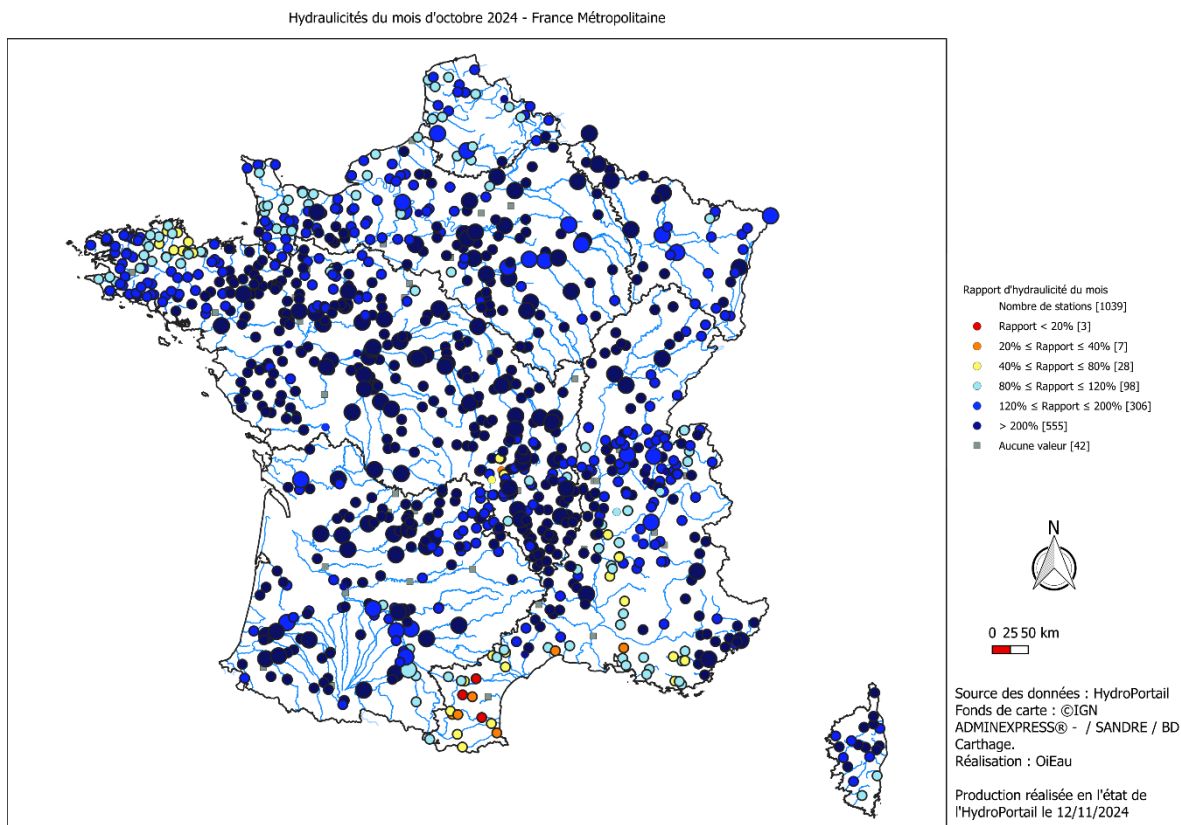 Hydraulicités du mois d'octobre 2024 - France Métropolitaine
Rapport d'hydraulicité du mois
Nombre de stations [1039]
Rapport < 20% [3]
20% ≤ Rapport ≤ 40% [7]
40% ≤ Rapport ≤ 80% [28]
80% ≤ Rapport ≤ 120% [98]
120% ≤ Rapport ≤ 200% [306]
> 200% [555]
Aucune valeur [42]
N
0 25 50 km
Source des données : HydroPortail
Fonds de carte : ©IGN
ADMINEXPRESS® - / SANDRE / BD
Carthage.
Réalisation : OiEau
Production réalisée en l'état de
l'HydroPortail le 12/11/2024